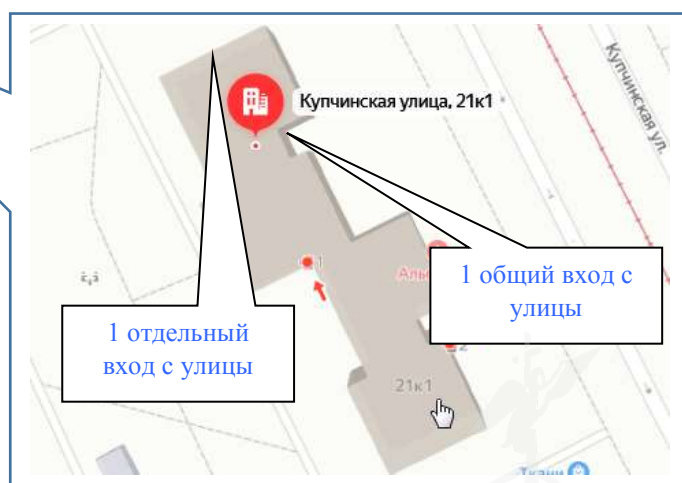 Купчинская улица, 21к1
Купчинская ул.
1 общий вход с
улицы
1
1 отдельный
вход с улицы
2
21к1
Ткани